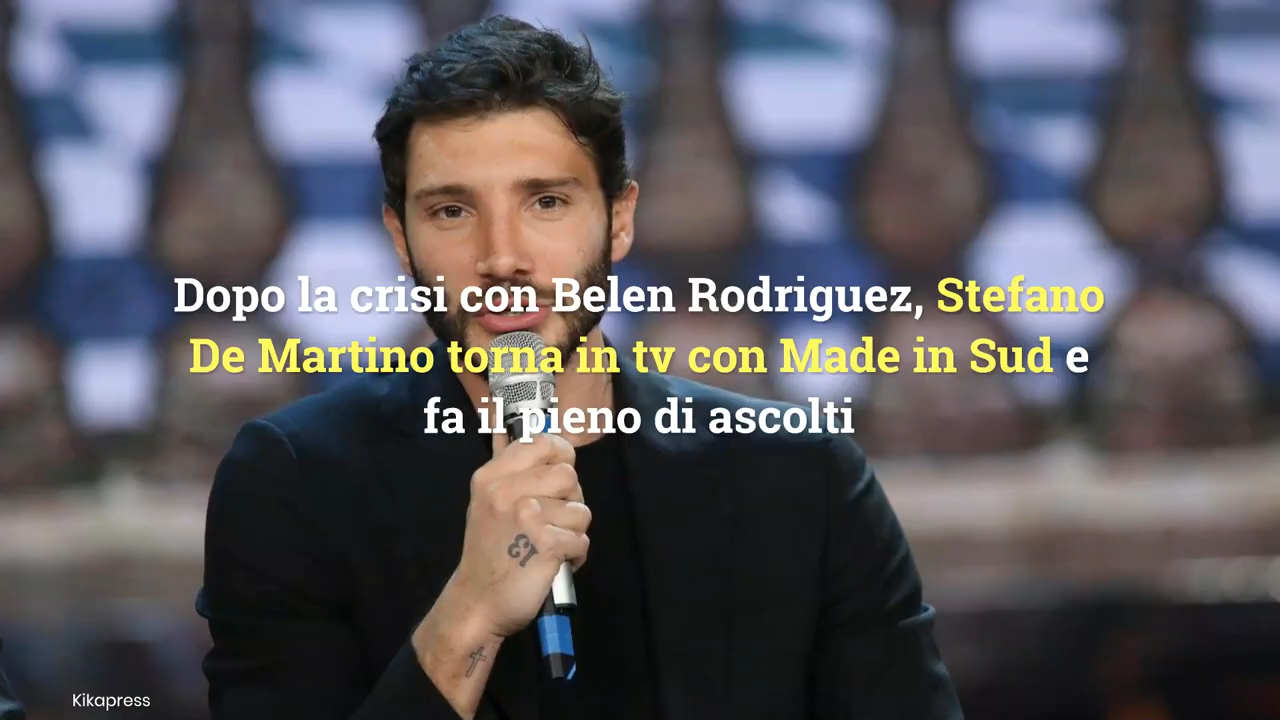 Dopo la crisi con Belen Rodriguez, Stefano
De Martino torna in tv con Made in Sud e
fa il pieno di ascolti
13
Kikapress